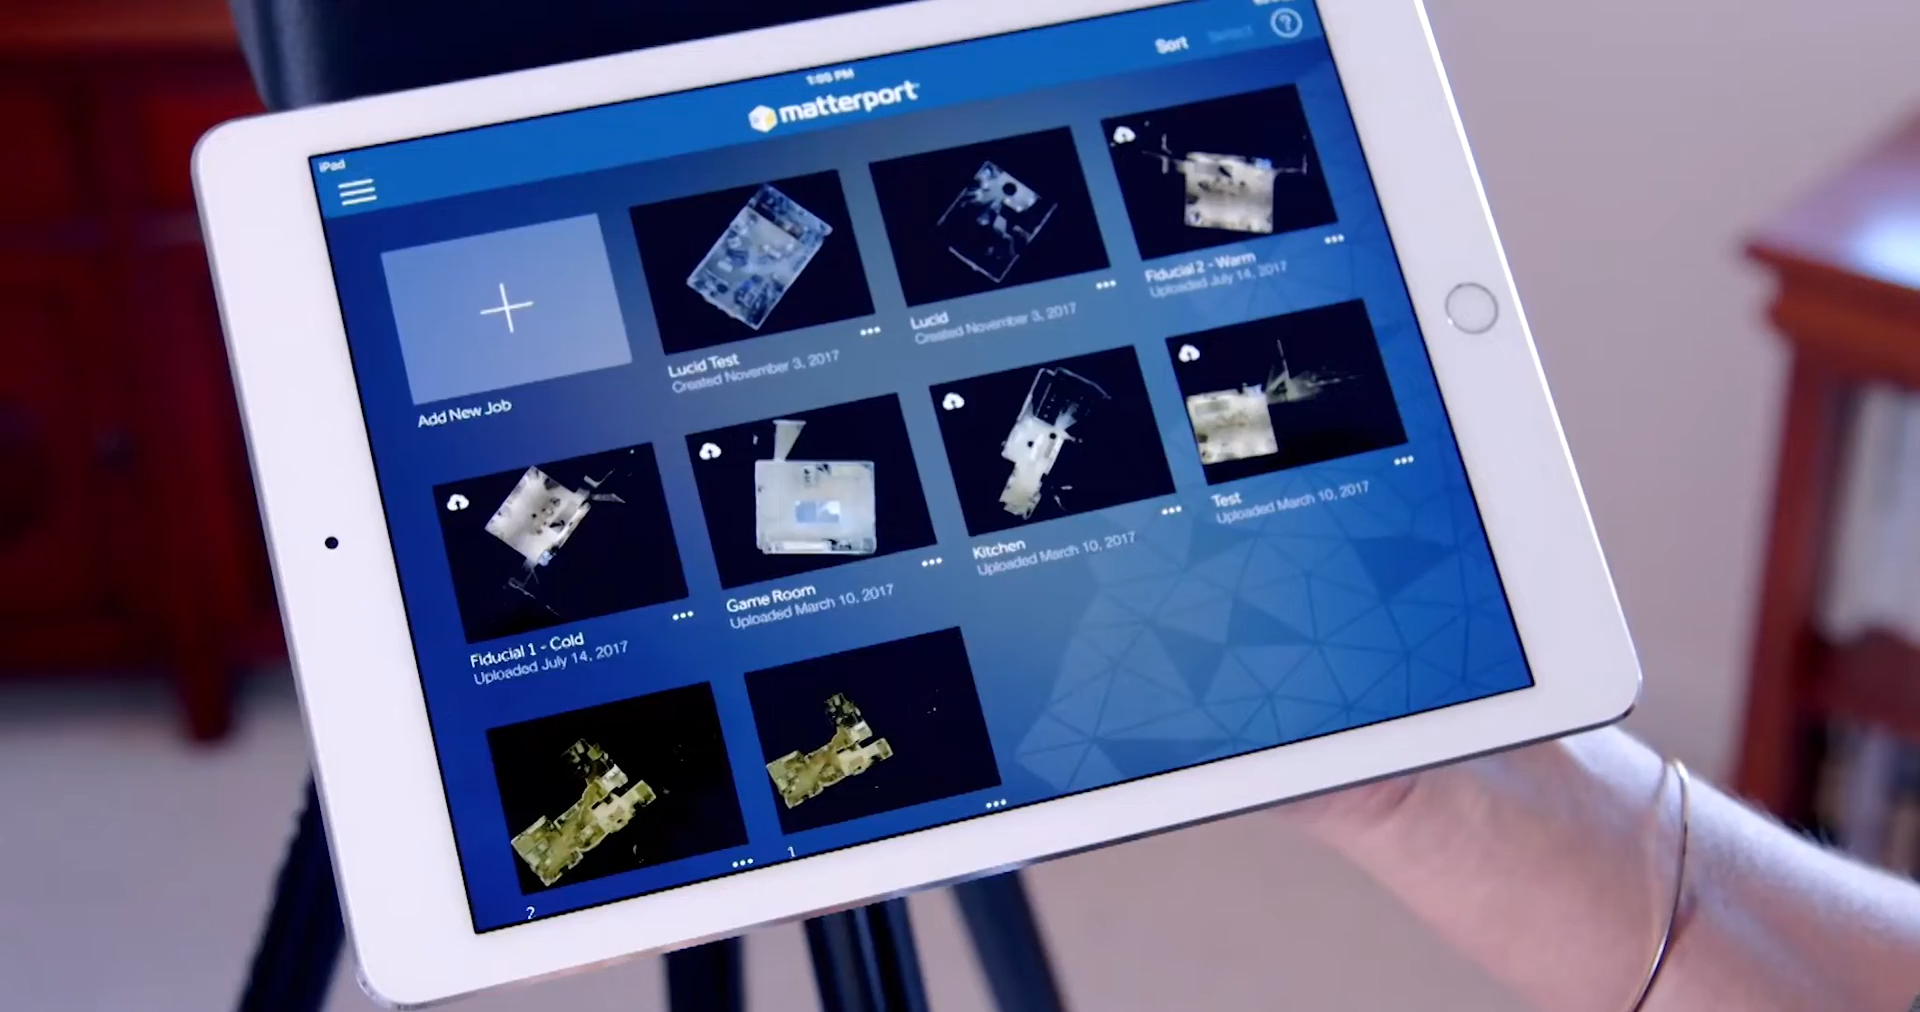 iPad
1:00 PM
matterport
Sort
Select
?
Add New Job
Lucid Test
Created November 3, 2017
Lucid
Created November 3, 2017
Fiducial 2 - Warm
Uploaded July 14, 2017
Fiducial 1 - Cold
Uploaded July 14, 2017
Game Room
Uploaded March 10, 2017
Kitchen
Uploaded March 10, 2017
Test
Uploaded March 10, 2017
2
1